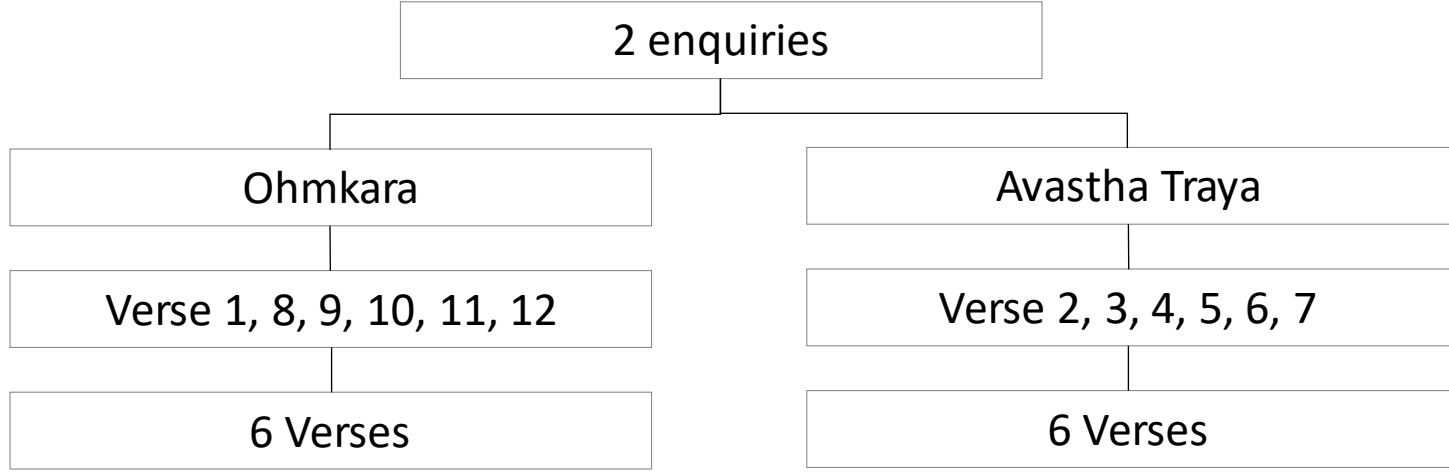 2 enquiries
Ohmkara
Avastha Traya
Verse 1, 8, 9, 10, 11, 12
Verse 2, 3, 4, 5, 6, 7
6 Verses
6 Verses